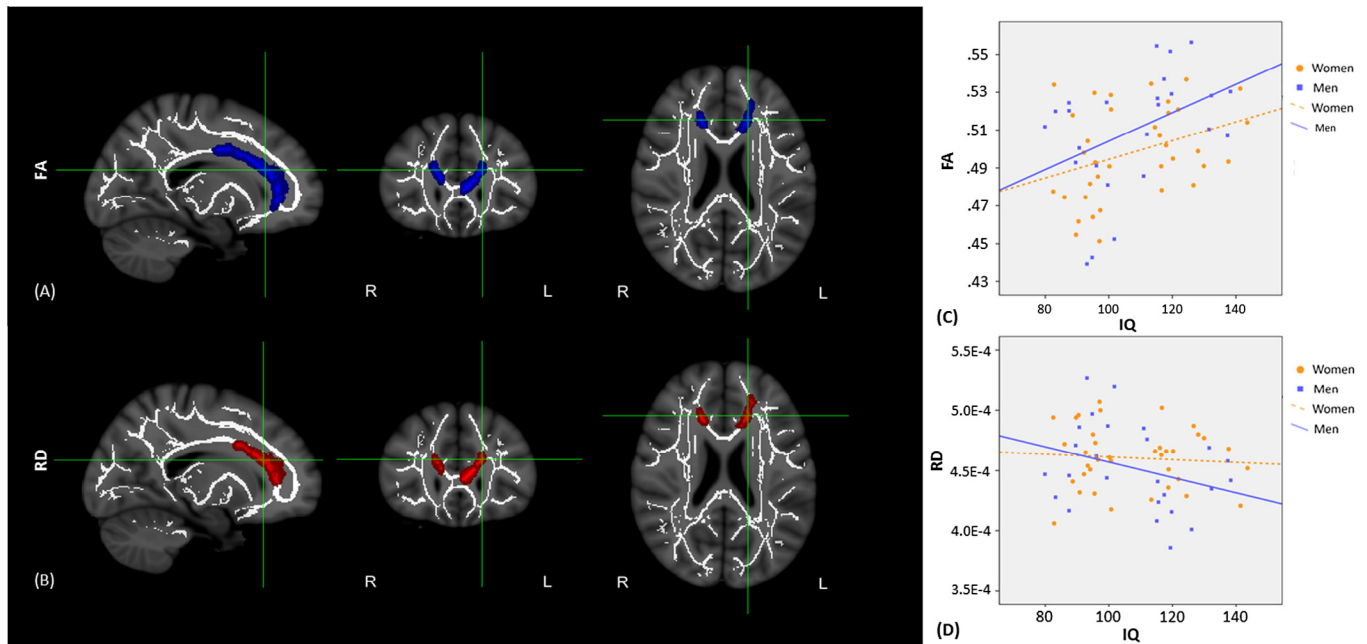 FA
(A)
R
L
R
L
RD
(B)
R
L
R
L
.55
.53
.51
.49
.47
.45
.43
FA
80
100
120
140
IQ
(C)
Women
Men
Women
Men
5.5E-4
5.0E-4
4.5E-4
4.0E-4
3.5E-4
RD
80
100
120
140
IQ
(D)
Women
Men
Women
Men